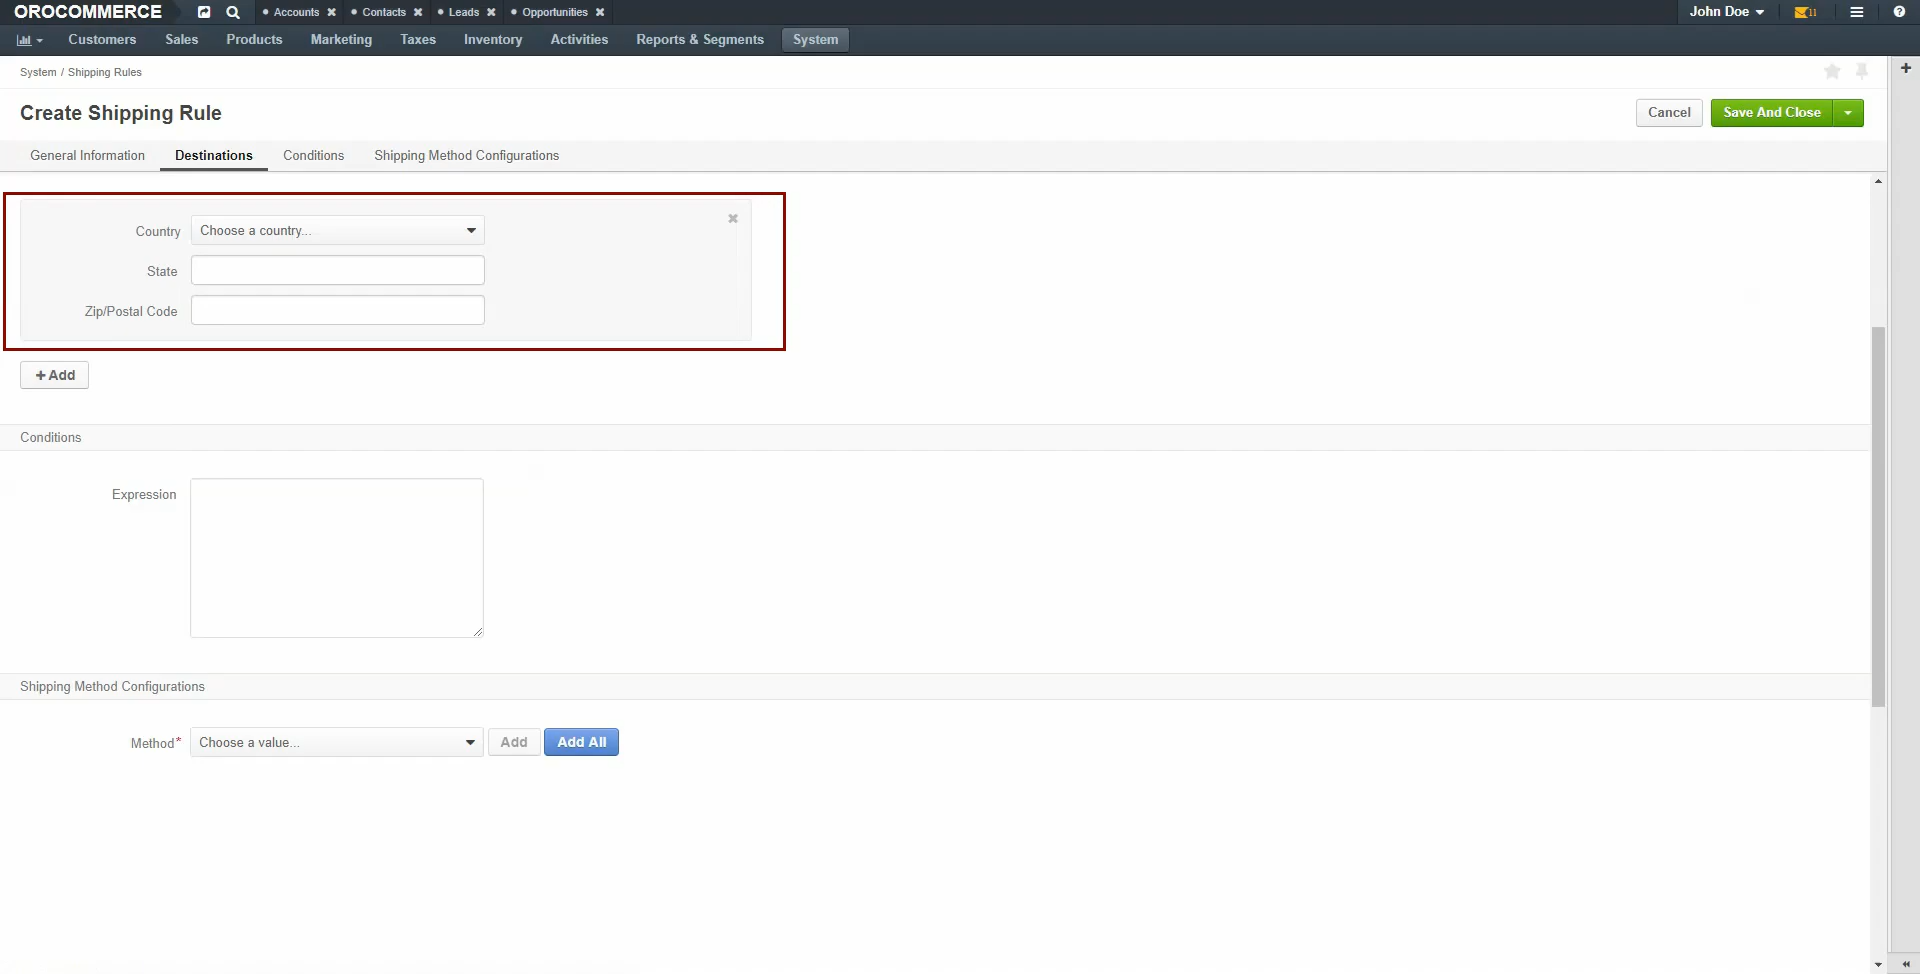 OROCOMMERCE Accounts Contacts Leads Opportunities John Doe 11
Customers Sales Products Marketing Taxes Inventory Activities Reports & Segments System
System / Shipping Rules
Create Shipping Rule Cancel Save And Close
General Information Destinations Conditions Shipping Method Configurations
Country Choose a country...
State
Zip/Postal Code
+ Add
Conditions
Expression
Shipping Method Configurations
Method* Choose a value... Add Add All